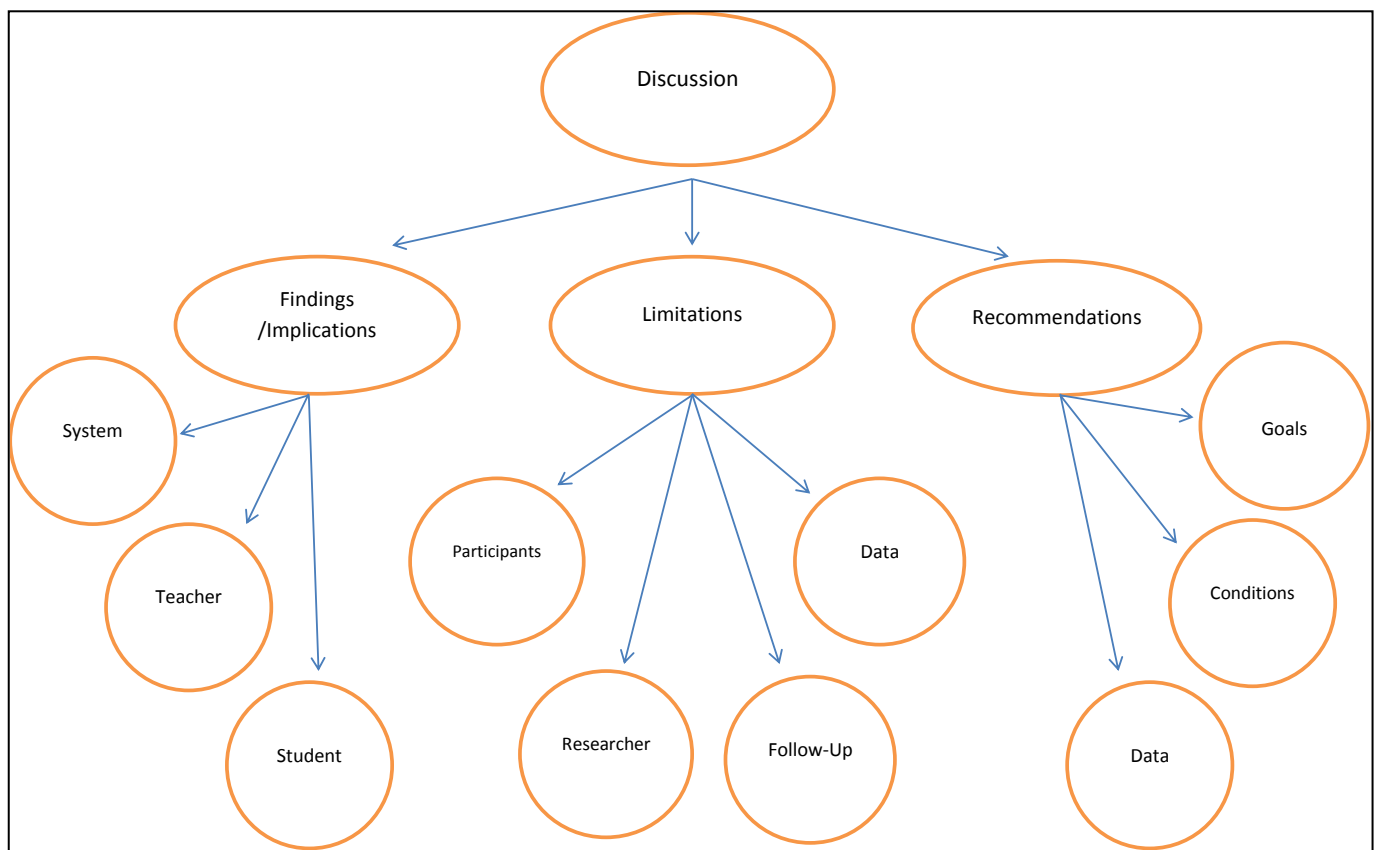 Discussion
Findings
/Implications
Limitations
Recommendations
System
Goals
Participants
Data
Teacher
Conditions
Student
Researcher
Follow-Up
Data